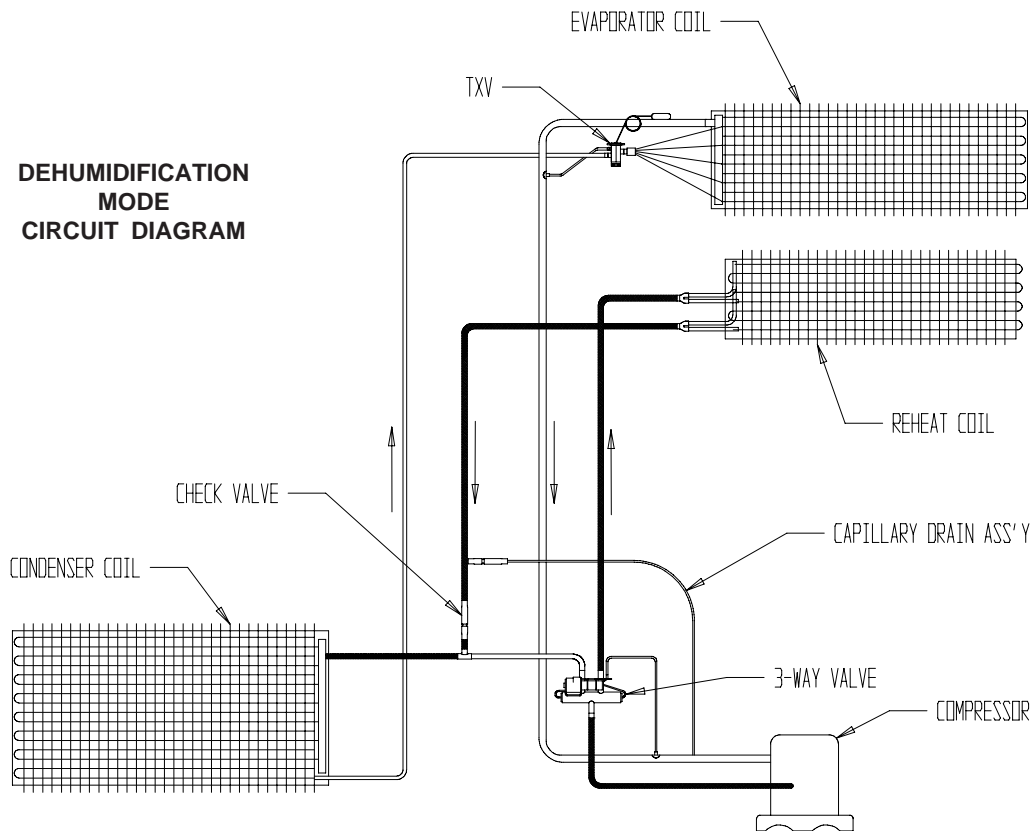 EVAPORATOR COIL
TXV
DEHUMIDIFICATION
MODE
CIRCUIT DIAGRAM
REHEAT COIL
CHECK VALVE
CAPILLARY DRAIN ASS'Y
CONDENSER COIL
3-WAY VALVE
COMPRESSOR